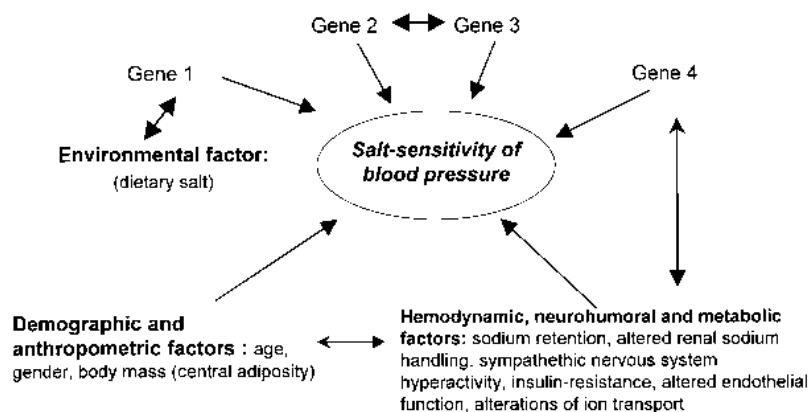 Gene 2
Gene 3
Gene 1
Gene 4
Environmental factor:
(dietary salt)
Salt-sensitivity of
blood pressure
Demographic and
anthropometric factors : age,
gender, body mass (central adiposity)
Hemodynamic, neurohumoral and metabolic
factors: sodium retention, altered renal sodium
handling. sympathethic nervous system
hyperactivity, insulin-resistance, altered endothelial
function, alterations of ion transport